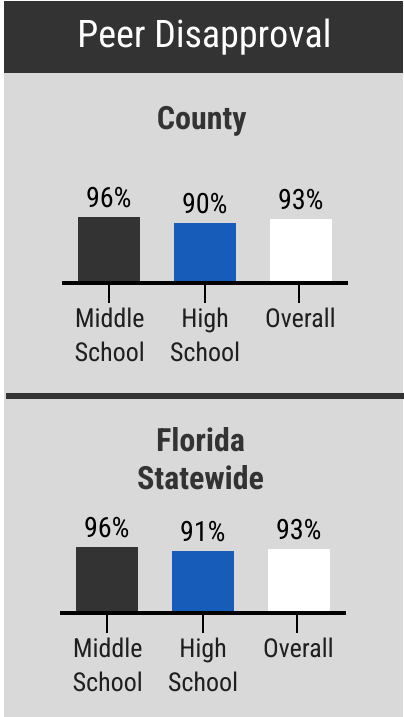 Peer Disapproval
County
96% 90% 93%
Middle School High School Overall
Florida
Statewide
96% 91% 93%
Middle School High School Overall